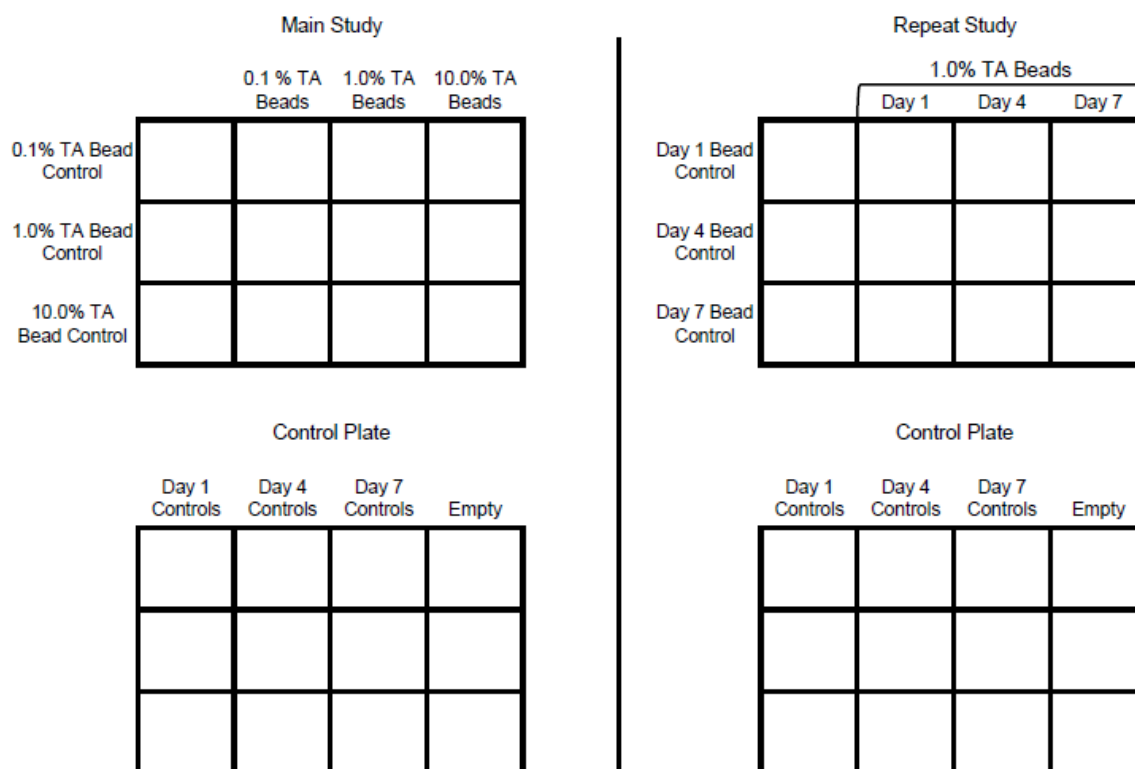 Main Study
0.1 % TA Beads
1.0% TA Beads
10.0% TA Beads
0.1% TA Bead
Control
1.0% TA Bead
Control
10.0% TA
Bead Control
Control Plate
Day 1 Controls
Day 4 Controls
Day 7 Controls
Empty
Repeat Study
1.0% TA Beads
Day 1
Day 4
Day 7
Day 1 Bead
Control
Day 4 Bead
Control
Day 7 Bead
Control
Control Plate
Day 1 Controls
Day 4 Controls
Day 7 Controls
Empty